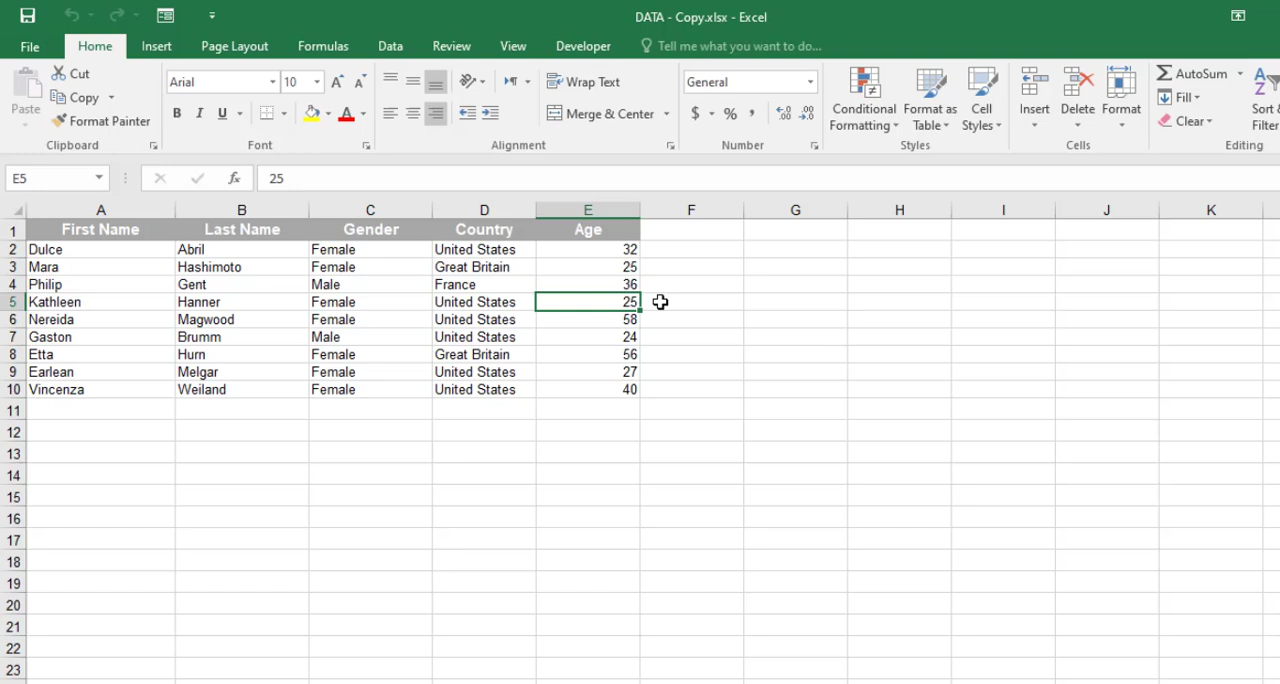 DATA - Copy.xlsx - Excel
File Home Insert Page Layout Formulas Data Review View Developer Tell me what you want to do...
Paste
Cut
Copy
Format Painter
Clipboard
Arial 10
B I U
Font
Wrap Text
Merge & Center
Alignment
General
$ % ,
Number
Conditional Formatting
Format as Table
Cell Styles
Styles
Insert Delete Format
Cells
AutoSum
Fill
Clear
Sort &
Filter
Editing
E5 fx 25
A B C D E F G H I J K
1 First Name Last Name Gender Country Age
2 Dulce Abril Female United States 32
3 Mara Hashimoto Female Great Britain 25
4 Philip Gent Male France 36
5 Kathleen Hanner Female United States 25
6 Nereida Magwood Female United States 58
7 Gaston Brumm Male United States 24
8 Etta Hurn Female Great Britain 56
9 Earlean Melgar Female United States 27
10 Vincenza Weiland Female United States 40
11
12
13
14
15
16
17
18
19
20
21
22
23